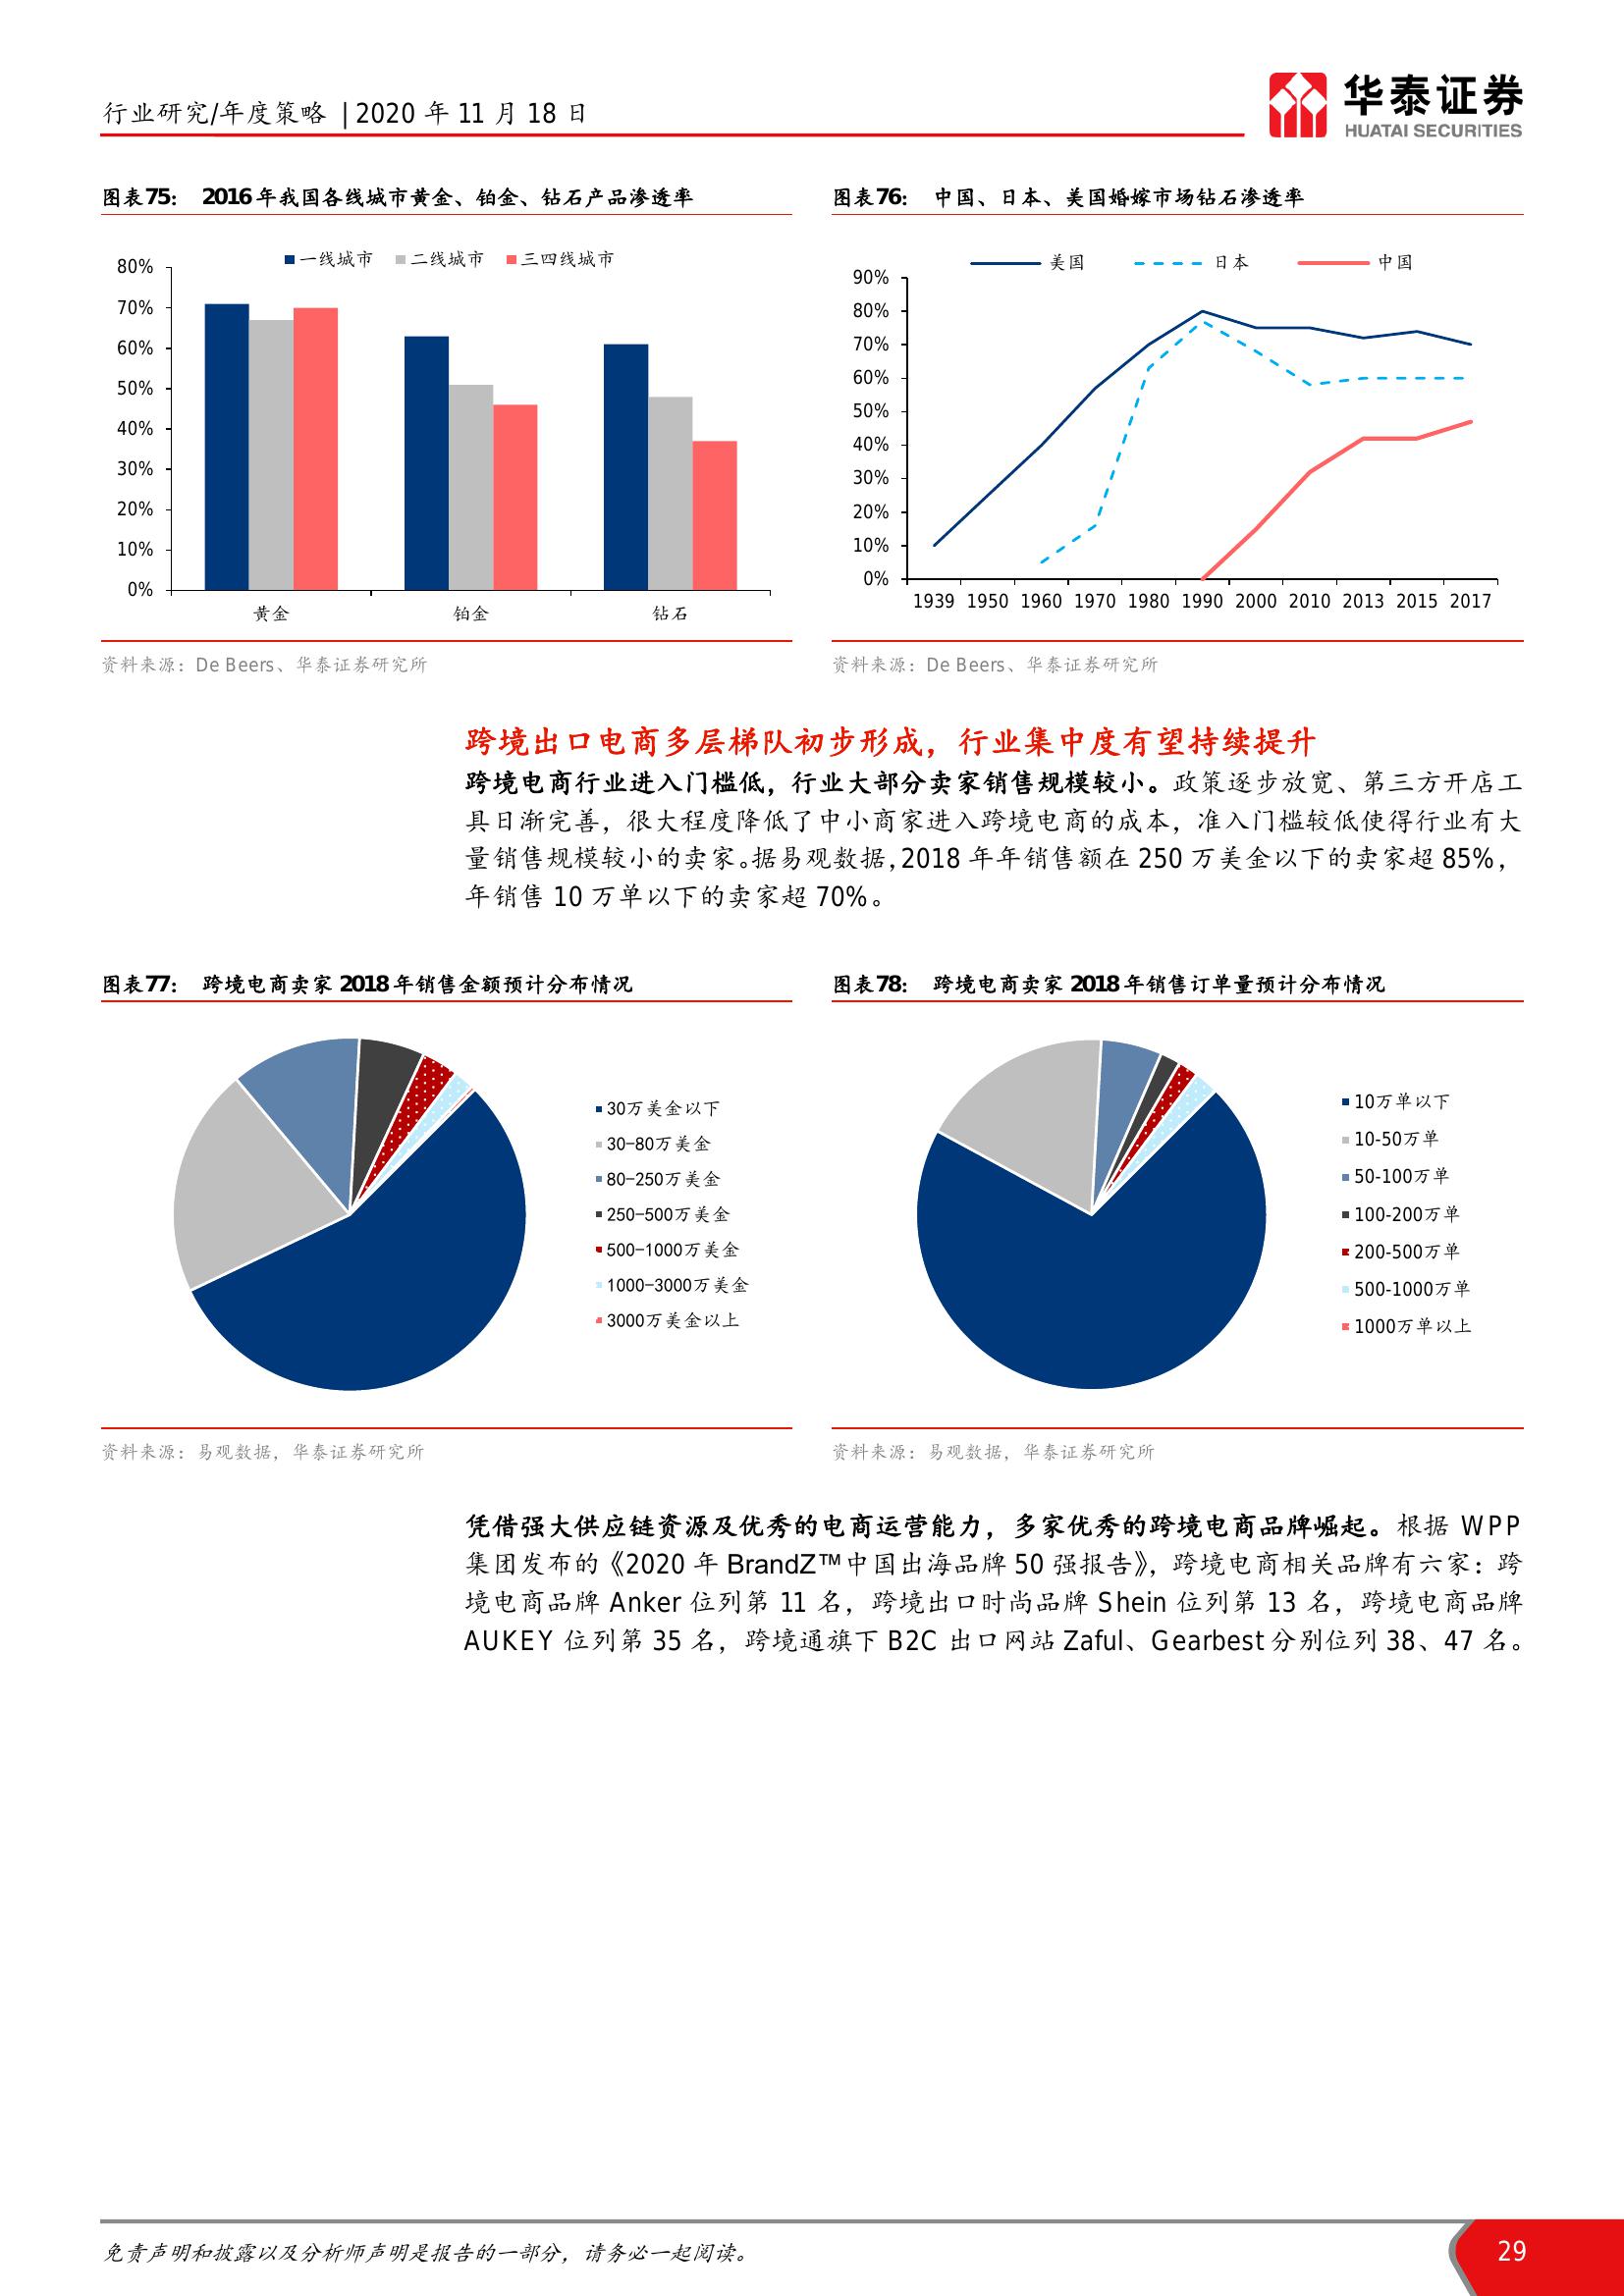 行业研究/年度策略 | 2020 年 11 月 18 日
华泰证券
HUATAI SECURITIES
图表75： 2016 年我国各线城市黄金、铂金、钻石产品渗透率
一线城市 二线城市 三四线城市
80%
70%
60%
50%
40%
30%
20%
10%
0%
黄金 铂金 钻石
资料来源：De Beers、华泰证券研究所
图表76： 中国、日本、美国婚嫁市场钻石渗透率
美国 日本 中国
90%
80%
70%
60%
50%
40%
30%
20%
10%
0%
1939 1950 1960 1970 1980 1990 2000 2010 2013 2015 2017
资料来源：De Beers、华泰证券研究所
跨境出口电商多层梯队初步形成，行业集中度有望持续提升
跨境电商行业进入门槛低，行业大部分卖家销售规模较小。政策逐步放宽、第三方开店工
具日渐完善，很大程度降低了中小商家进入跨境电商的成本，准入门槛较低使得行业有大
量销售规模较小的卖家。据易观数据，2018 年年销售额在 250 万美金以下的卖家超 85%，
年销售 10 万单以下的卖家超 70%。
图表77： 跨境电商卖家 2018 年销售金额预计分布情况
30万美金以下
30-80万美金
80-250万美金
250-500万美金
500-1000万美金
1000-3000万美金
3000万美金以上
资料来源：易观数据，华泰证券研究所
图表78： 跨境电商卖家 2018 年销售订单量预计分布情况
10万单以下
10-50万单
50-100万单
100-200万单
200-500万单
500-1000万单
1000万单以上
资料来源：易观数据，华泰证券研究所
凭借强大供应链资源及优秀的电商运营能力，多家优秀的跨境电商品牌崛起。根据 WPP
集团发布的《2020 年 BrandZ™中国出海品牌 50 强报告》，跨境电商相关品牌有六家：跨
境电商品牌 Anker 位列第 11 名，跨境出口时尚品牌 Shein 位列第 13 名，跨境电商品牌
AUKEY 位列第 35 名，跨境通旗下 B2C 出口网站 Zaful、Gearbest 分别位列 38、47 名。
免责声明和披露以及分析师声明是报告的一部分，请务必一起阅读。
29